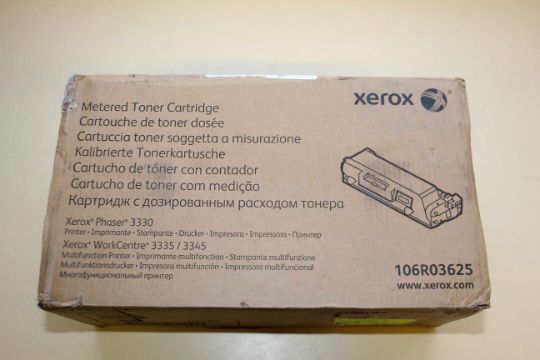 Metered Toner Cartridge
Cartouche de toner dosée
Cartuccia toner soggetta a misurazione
Kalibrierte Tonerkartusche
Cartucho de tóner con contador
Cartucho de toner com medição
Картридж с дозированным расходом тонера
Xerox® Phaser® 3330
Printer • Imprimante • Stampante • Drucker • Impresora • Impressora • Принтер
Xerox® WorkCentre® 3335 / 3345
Multifunction Printer • Imprimante multifonction • Stampante multifunzione
Multifunktionsdrucker • Impresora multifunción • Impressora multifuncional
Многофункциональный принтер
xerox
106R03625
www.xerox.com